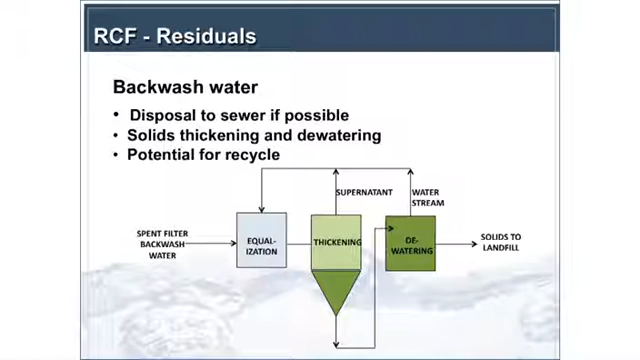 RCF - Residuals
Backwash water
• Disposal to sewer if possible
• Solids thickening and dewatering
• Potential for recycle
SUPERNATANT
WATER
STREAM
SPENT FILTER
BACKWASH
WATER
EQUAL-
IZATION
THICKENING
DE-
WATERING
SOLIDS TO
LANDFILL